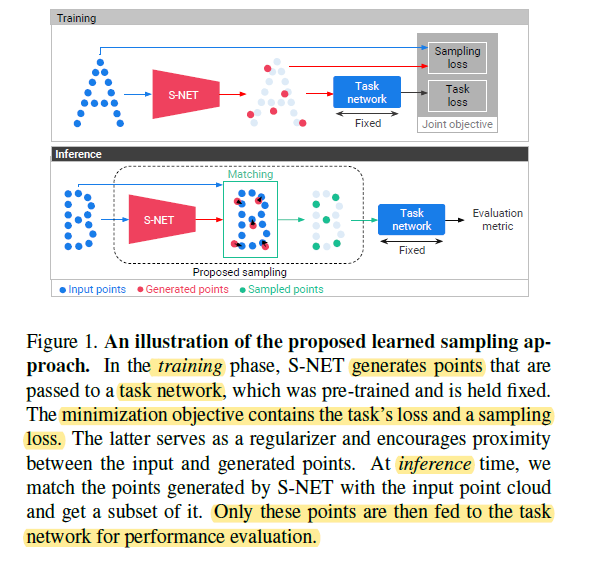 Training
S-NET
Task
network
Fixed
Sampling
loss
Task
loss
Joint objective
Inference
Matching
S-NET
Proposed sampling
Task
network
Fixed
Evaluation
metric
Input points
Generated points
Sampled points
Figure 1. An illustration of the proposed learned sampling ap-
proach. In the training phase, S-NET generates points that are
passed to a task network, which was pre-trained and is held fixed.
The minimization objective contains the task's loss and a sampling
loss. The latter serves as a regularizer and encourages proximity
between the input and generated points. At inference time, we
match the points generated by S-NET with the input point cloud
and get a subset of it. Only these points are then fed to the task
network for performance evaluation.